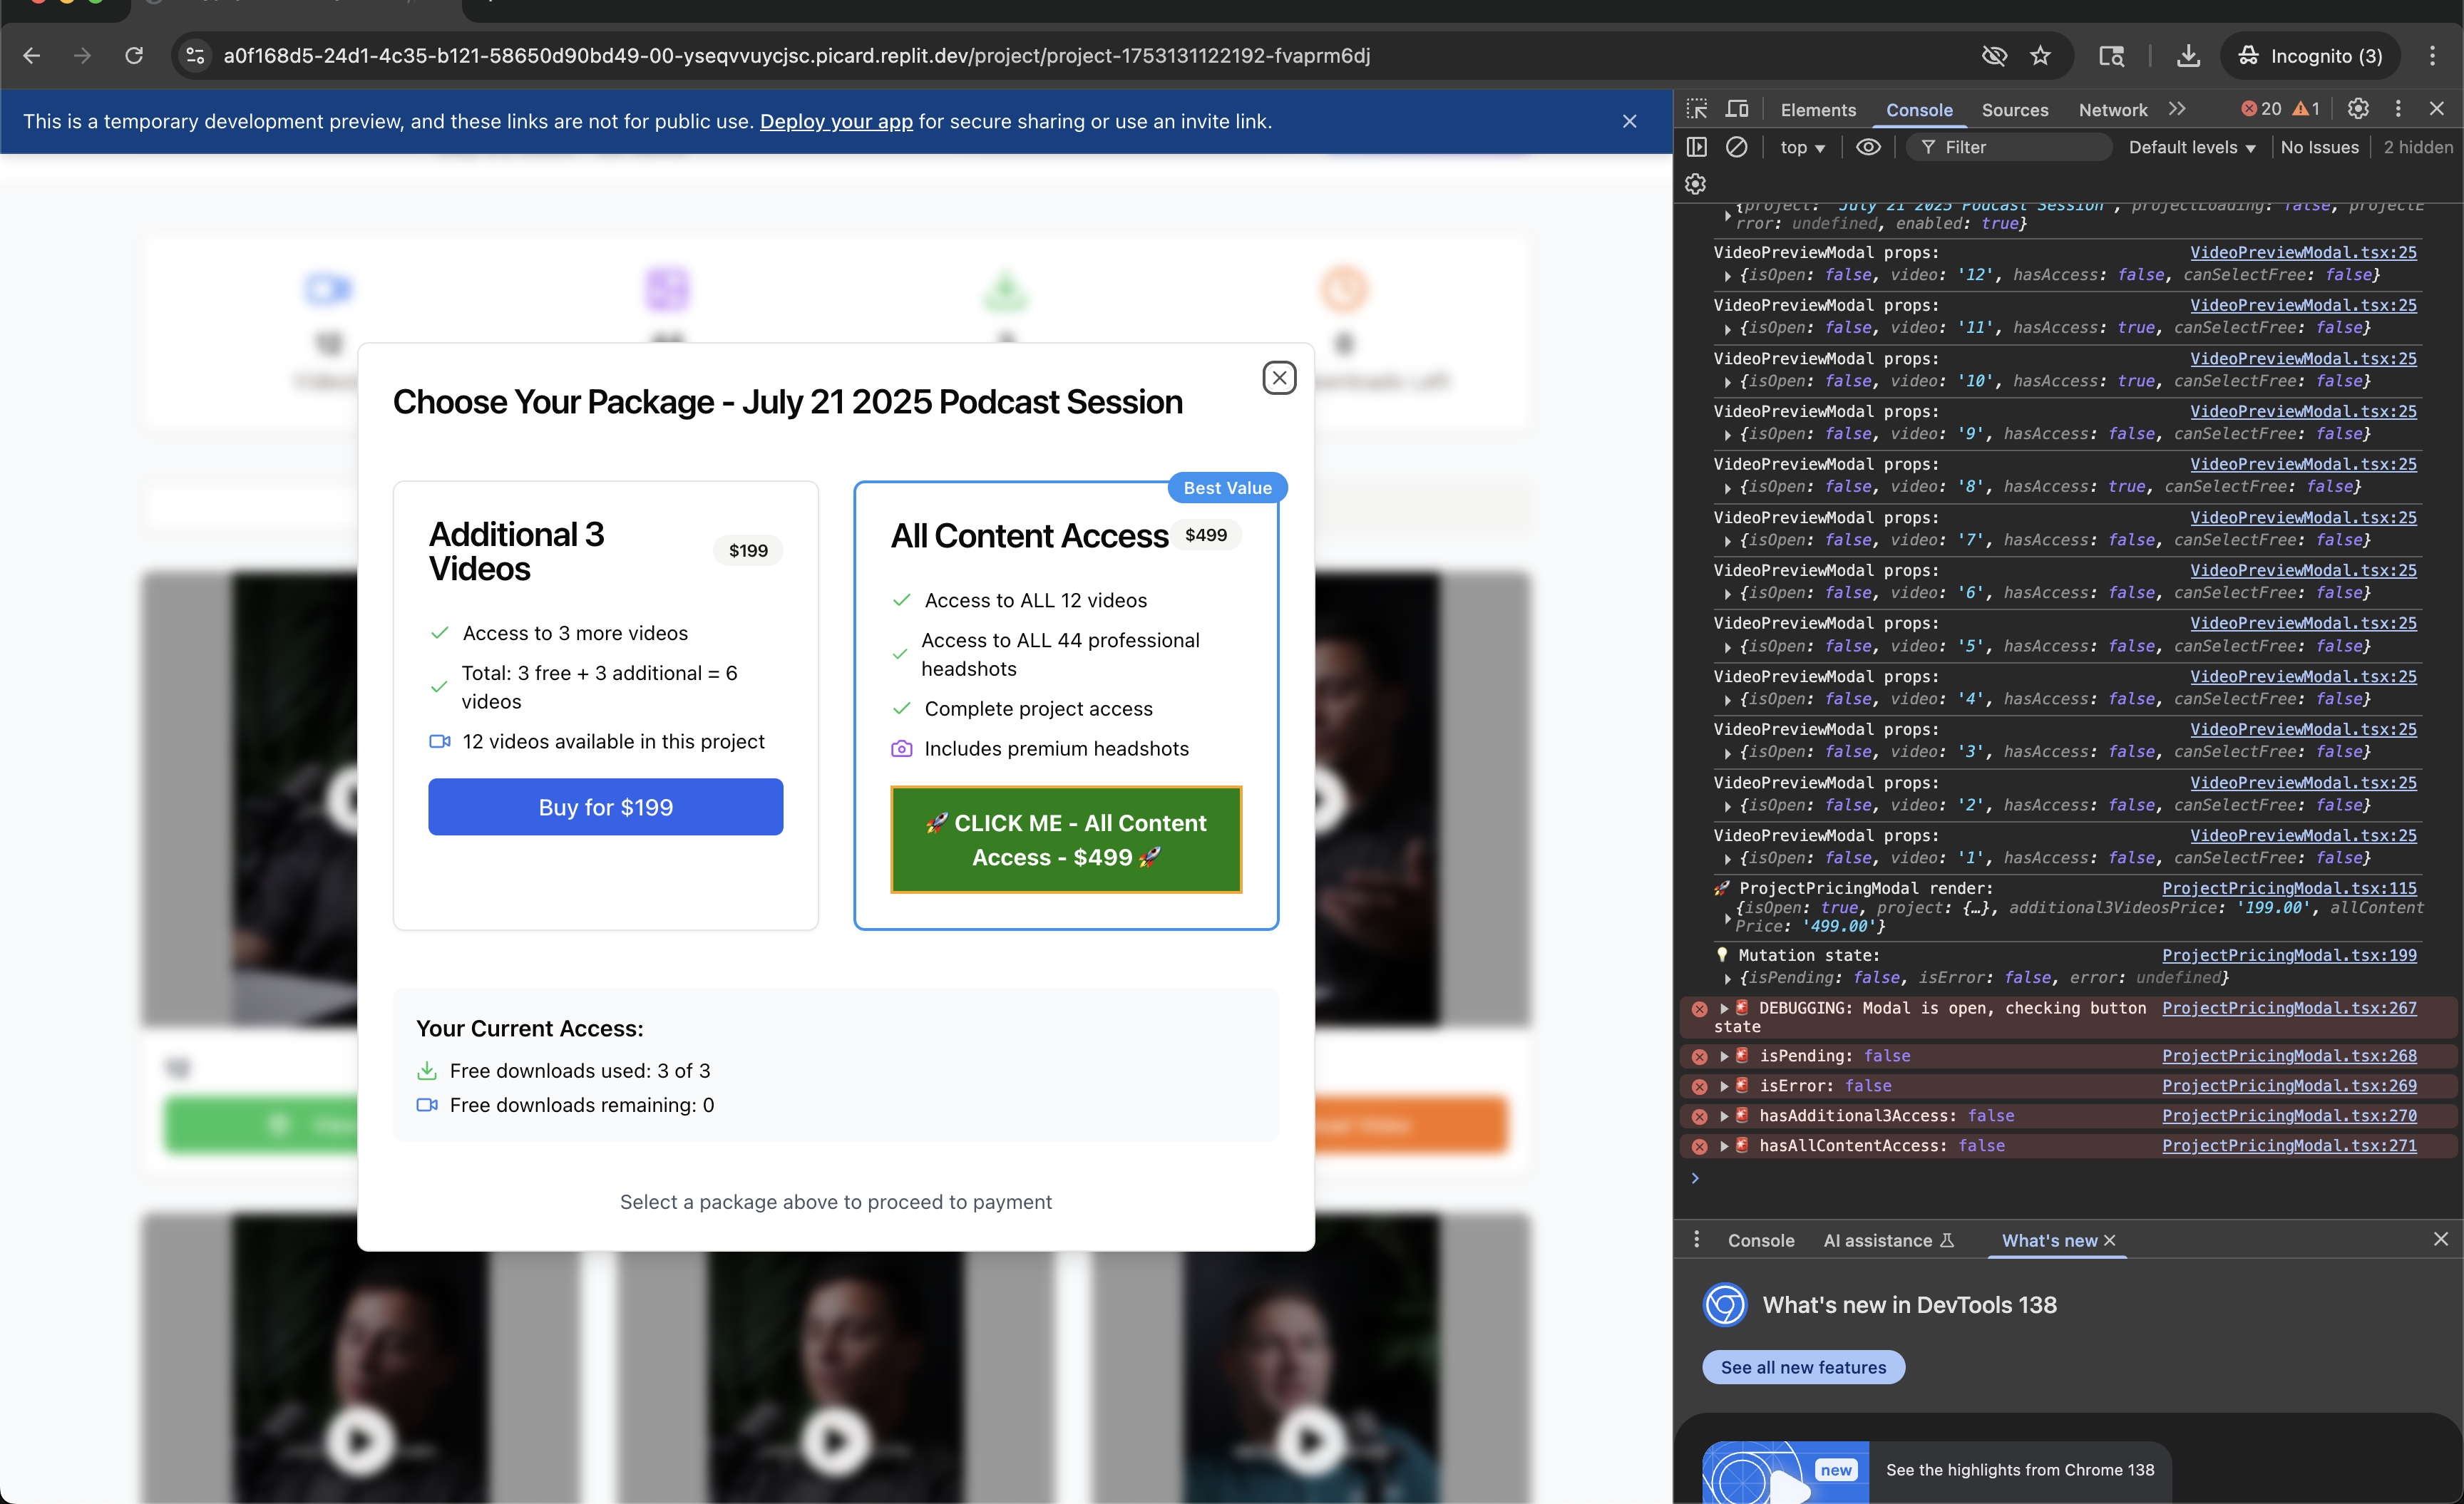 a0f168d5-24d1-4c35-b121-58650d90bd49-00-yseqvvuycjsc.picard.replit.dev/project/project-1753131122192-fvaprm6dj
Incognito (3)
This is a temporary development preview, and these links are not for public use. Deploy your app for secure sharing or use an invite link.
12
Choose Your Package - July 21 2025 Podcast Session
Additional 3
Videos
$199
Access to 3 more videos
Total: 3 free + 3 additional = 6
videos
12 videos available in this project
Buy for $199
Best Value
All Content Access
$499
Access to ALL 12 videos
Access to ALL 44 professional
headshots
Complete project access
Includes premium headshots
🚀 CLICK ME - All Content
Access - $499 🚀
Your Current Access:
Free downloads used: 3 of 3
Free downloads remaining: 0
Select a package above to proceed to payment
Elements Console Sources Network 20 1
top Filter Default levels No Issues 2 hidden
{project: 'July 21 2025 Podcast Session', projectLoading: false, projectE
rror: undefined, enabled: true}
VideoPreviewModal props: VideoPreviewModal.tsx:25
{isOpen: false, video: '12', hasAccess: false, canSelectFree: false}
VideoPreviewModal props: VideoPreviewModal.tsx:25
{isOpen: false, video: '11', hasAccess: true, canSelectFree: false}
VideoPreviewModal props: VideoPreviewModal.tsx:25
{isOpen: false, video: '10', hasAccess: true, canSelectFree: false}
VideoPreviewModal props: VideoPreviewModal.tsx:25
{isOpen: false, video: '9', hasAccess: false, canSelectFree: false}
VideoPreviewModal props: VideoPreviewModal.tsx:25
{isOpen: false, video: '8', hasAccess: true, canSelectFree: false}
VideoPreviewModal props: VideoPreviewModal.tsx:25
{isOpen: false, video: '7', hasAccess: false, canSelectFree: false}
VideoPreviewModal props: VideoPreviewModal.tsx:25
{isOpen: false, video: '6', hasAccess: false, canSelectFree: false}
VideoPreviewModal props: VideoPreviewModal.tsx:25
{isOpen: false, video: '5', hasAccess: false, canSelectFree: false}
VideoPreviewModal props: VideoPreviewModal.tsx:25
{isOpen: false, video: '4', hasAccess: false, canSelectFree: false}
VideoPreviewModal props: VideoPreviewModal.tsx:25
{isOpen: false, video: '3', hasAccess: false, canSelectFree: false}
VideoPreviewModal props: VideoPreviewModal.tsx:25
{isOpen: false, video: '2', hasAccess: false, canSelectFree: false}
VideoPreviewModal props: VideoPreviewModal.tsx:25
{isOpen: false, video: '1', hasAccess: false, canSelectFree: false}
🚀 ProjectPricingModal render: ProjectPricingModal.tsx:115
{isOpen: true, project: {…}, additional3VideosPrice: '199.00', allContent
Price: '499.00'}
💡 Mutation state: ProjectPricingModal.tsx:199
{isPending: false, isError: false, error: undefined}
🚨 DEBUGGING: Modal is open, checking button ProjectPricingModal.tsx:267
state
🚨 isPending: false ProjectPricingModal.tsx:268
🚨 isError: false ProjectPricingModal.tsx:269
🚨 hasAdditional3Access: false ProjectPricingModal.tsx:270
🚨 hasAllContentAccess: false ProjectPricingModal.tsx:271
Console AI assistance What's new
What's new in DevTools 138
See all new features
new
See the highlights from Chrome 138